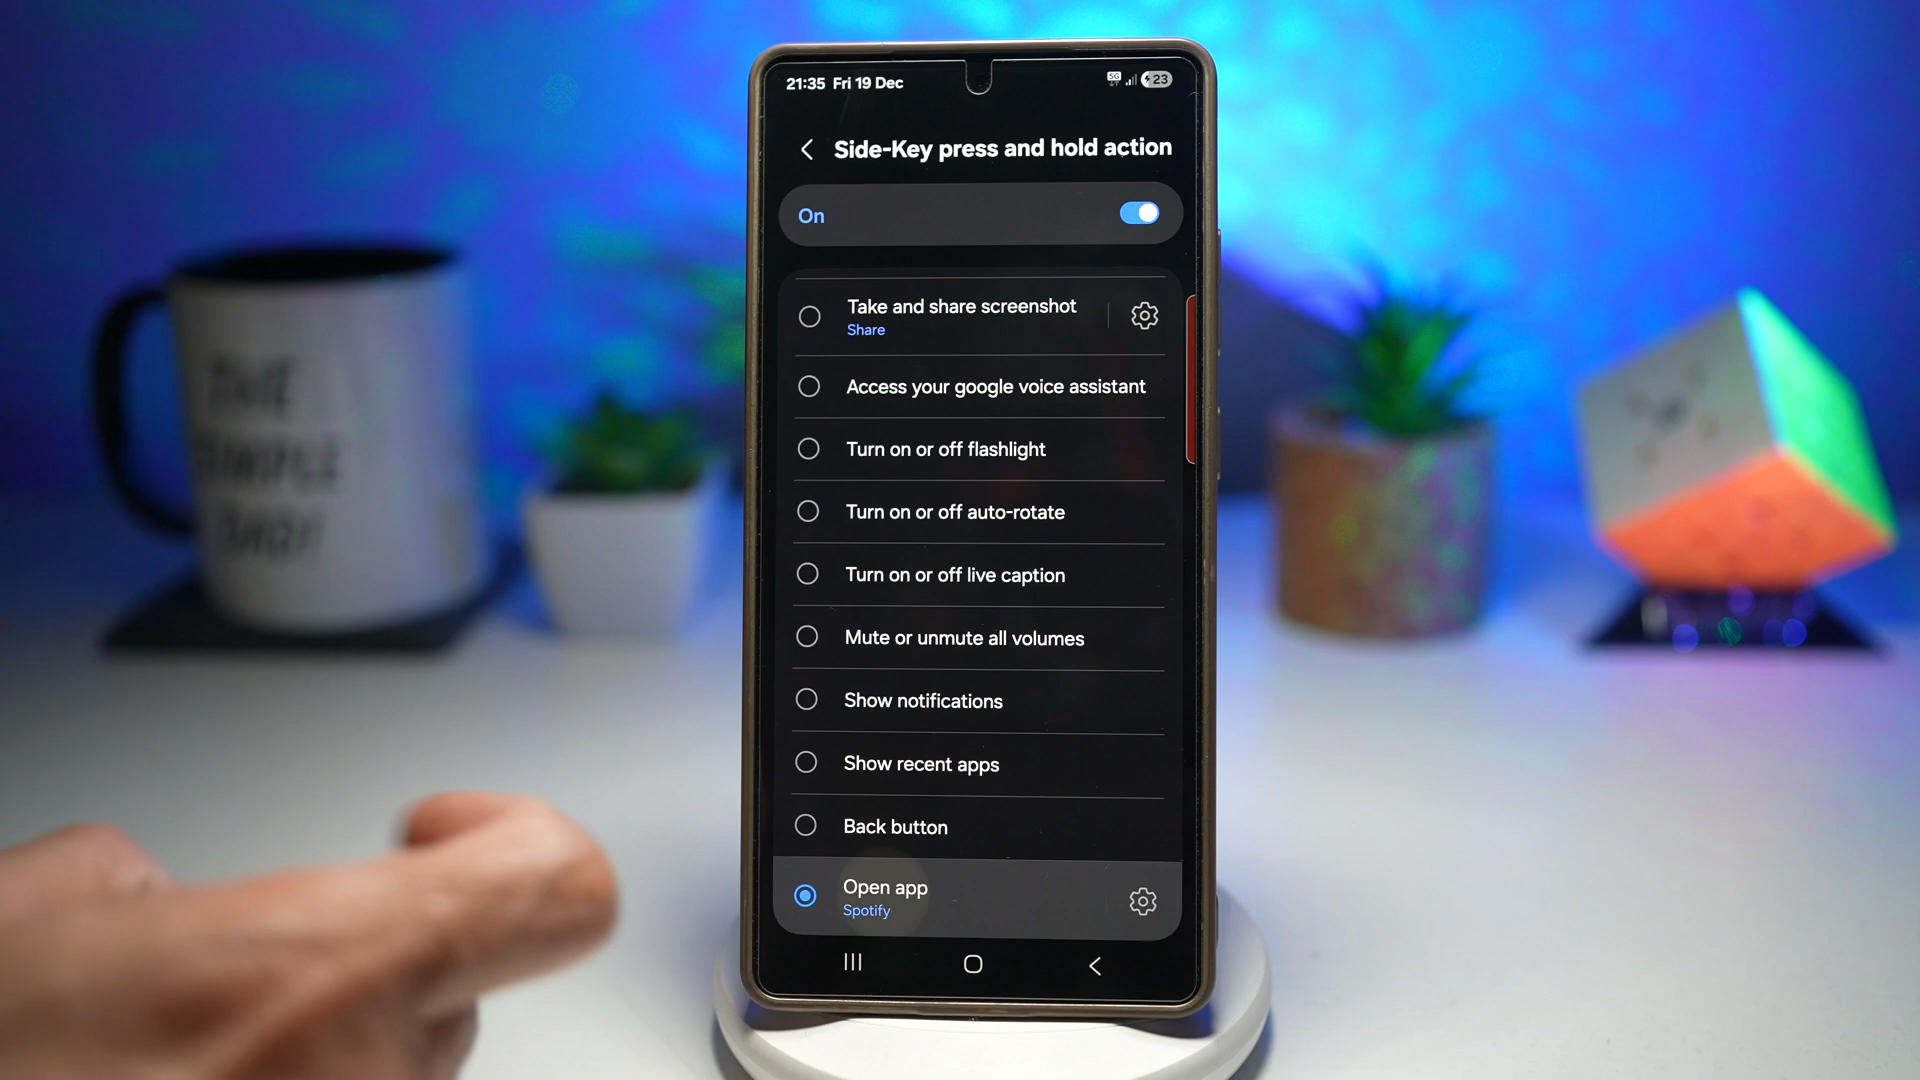 21:35 Fri 19 Dec
5G
23
Side-Key press and hold action
On
Take and share screenshot
Share
Access your google voice assistant
Turn on or off flashlight
Turn on or off auto-rotate
Turn on or off live caption
Mute or unmute all volumes
Show notifications
Show recent apps
Back button
Open app
Spotify